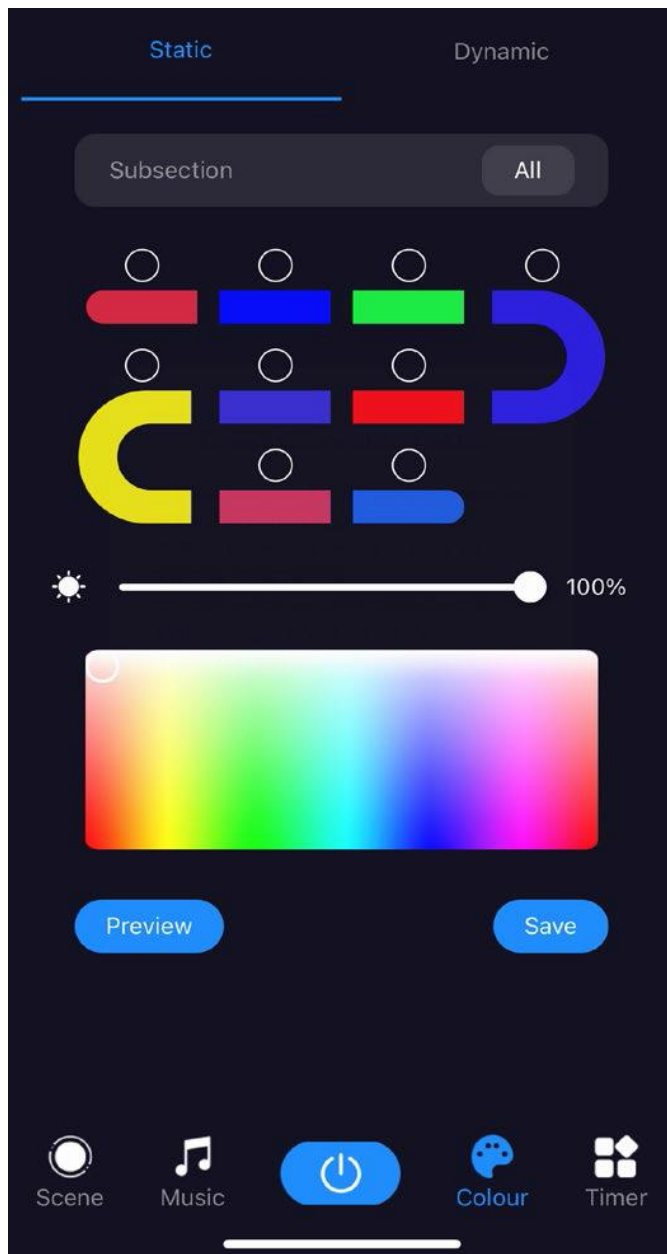 Static Dynamic
Subsection All
100%
Preview Save
Scene Music Colour Timer